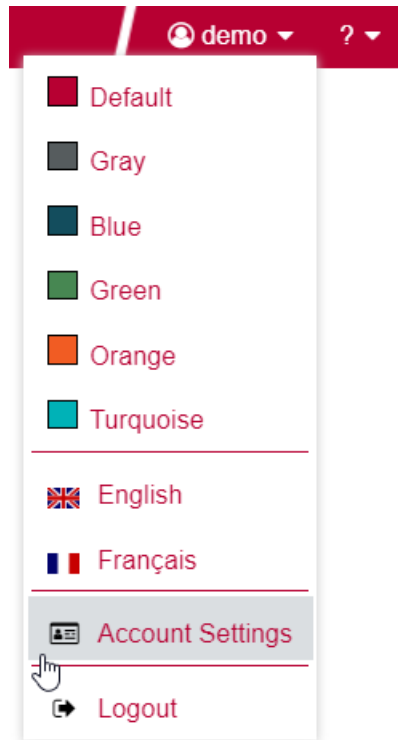 demo ?
Default
Gray
Blue
Green
Orange
Turquoise
English
Français
Account Settings
Logout